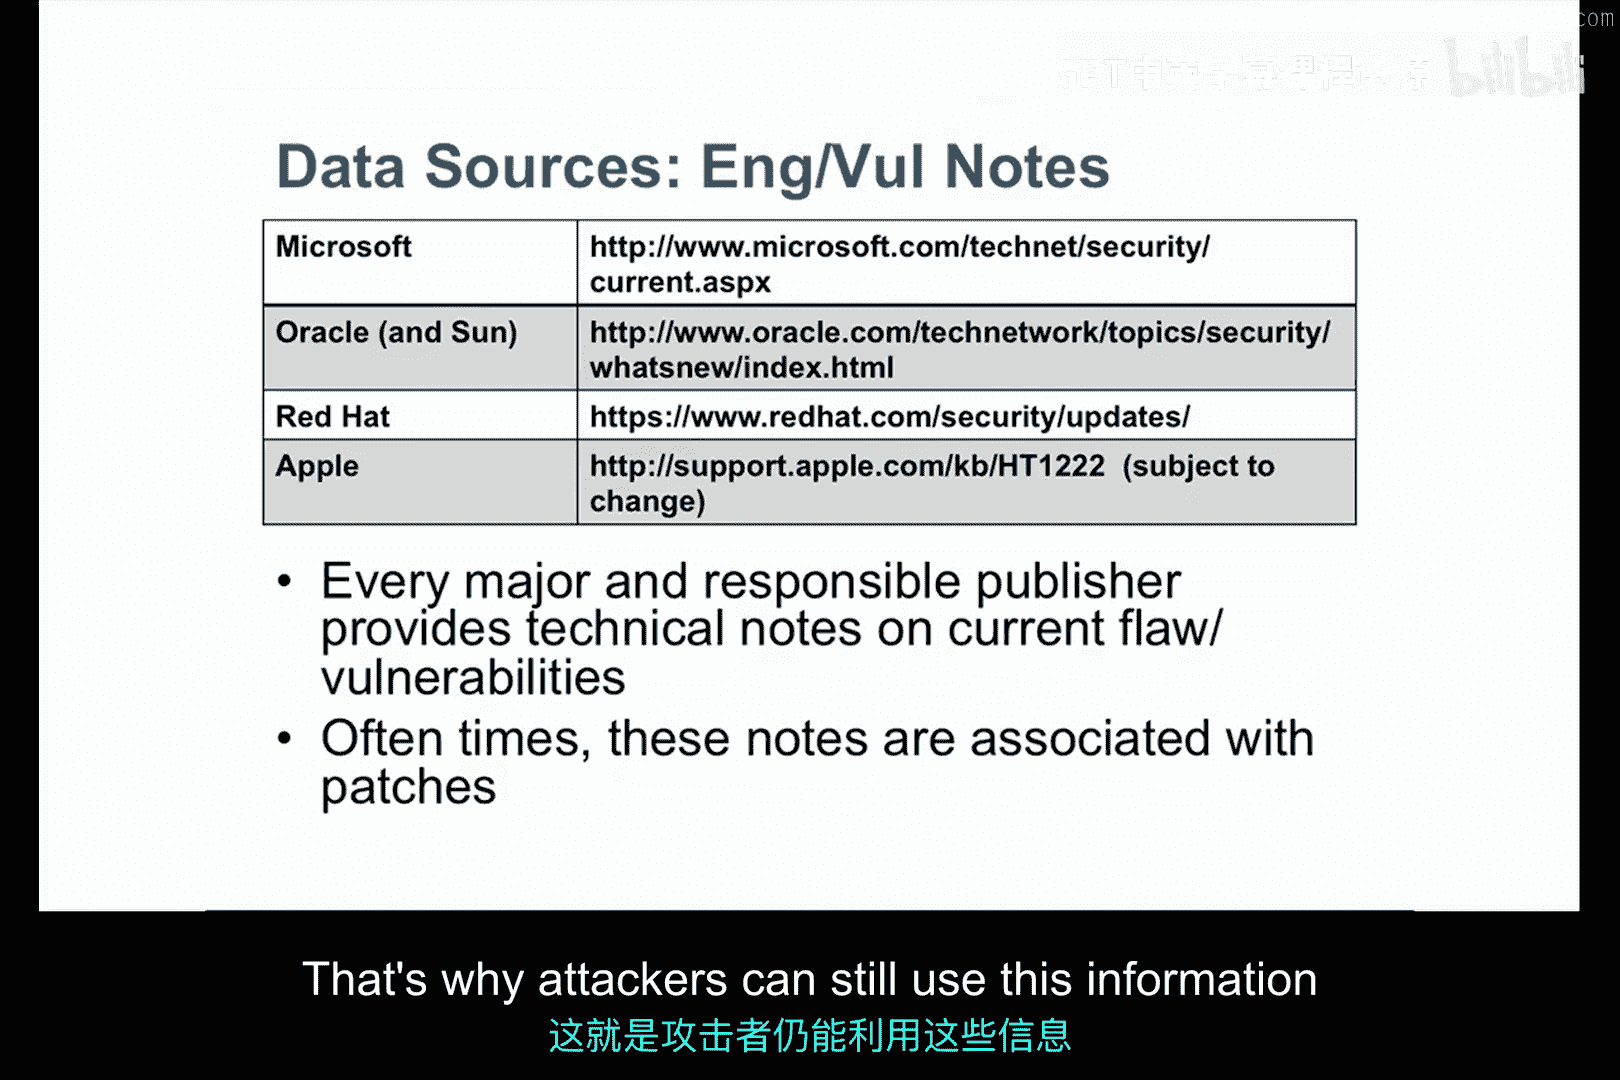 com
bilibili
Data Sources: Eng/Vul Notes
Microsoft
http://www.microsoft.com/technet/security/
current.aspx
Oracle (and Sun)
http://www.oracle.com/technetwork/topics/security/
whatsnew/index.html
Red Hat
https://www.redhat.com/security/updates/
Apple
http://support.apple.com/kb/HT1222 (subject to
change)
• Every major and responsible publisher
provides technical notes on current flaw/
vulnerabilities
• Often times, these notes are associated with
patches
That's why attackers can still use this information
这就是攻击者仍能利用这些信息